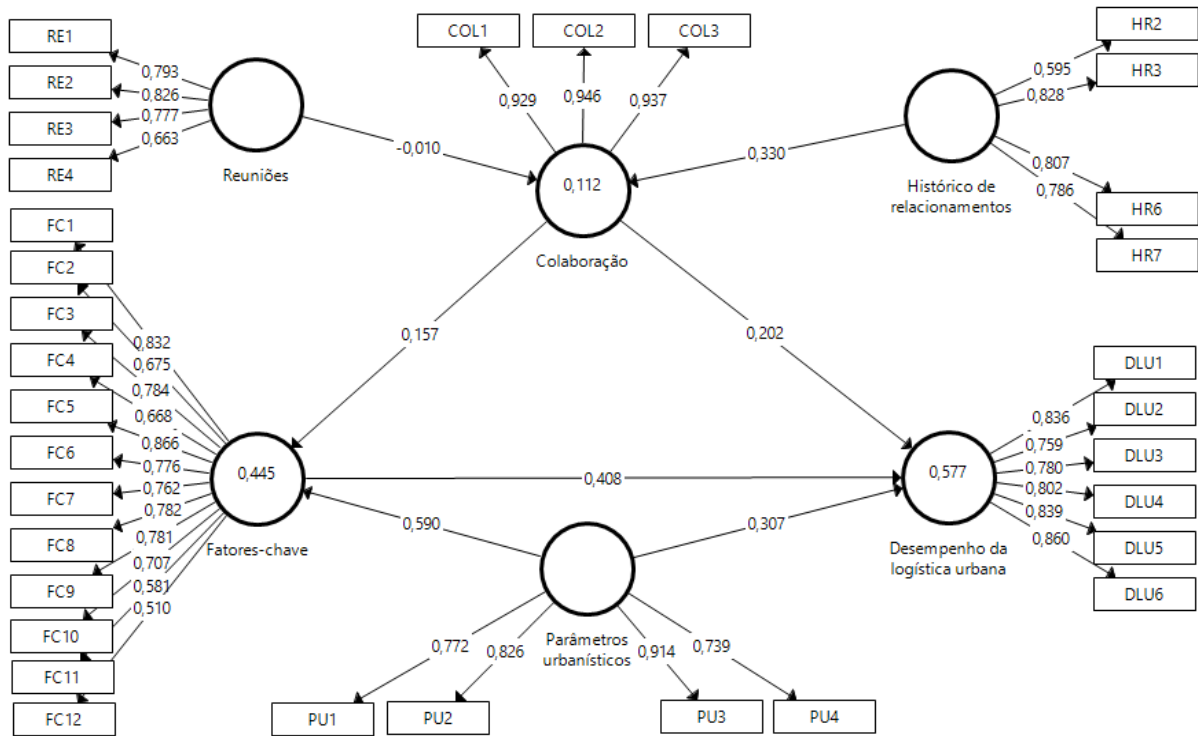 RE1
RE2
RE3
RE4
0,793
0,826
0,777
0,663
Reuniões
-0,010
COL1
COL2
COL3
0,929
0,946
0,937
0,112
Colaboração
0,330
HR2
HR3
HR6
HR7
0,595
0,828
0,807
0,786
Histórico de
relacionamentos
0,157
0,202
FC1
FC2
FC3
FC4
FC5
FC6
FC7
FC8
FC9
FC10
FC11
FC12
0,832
0,675
0,784
0,668
0,866
0,776
0,762
0,782
0,781
0,707
0,581
0,510
0,445
Fatores-chave
0,408
0,590
0,307
0,577
Desempenho da
logística urbana
0,836
0,759
0,780
0,802
0,839
0,860
DLU1
DLU2
DLU3
DLU4
DLU5
DLU6
Parâmetros
urbanísticos
0,772
0,826
0,914
0,739
PU1
PU2
PU3
PU4